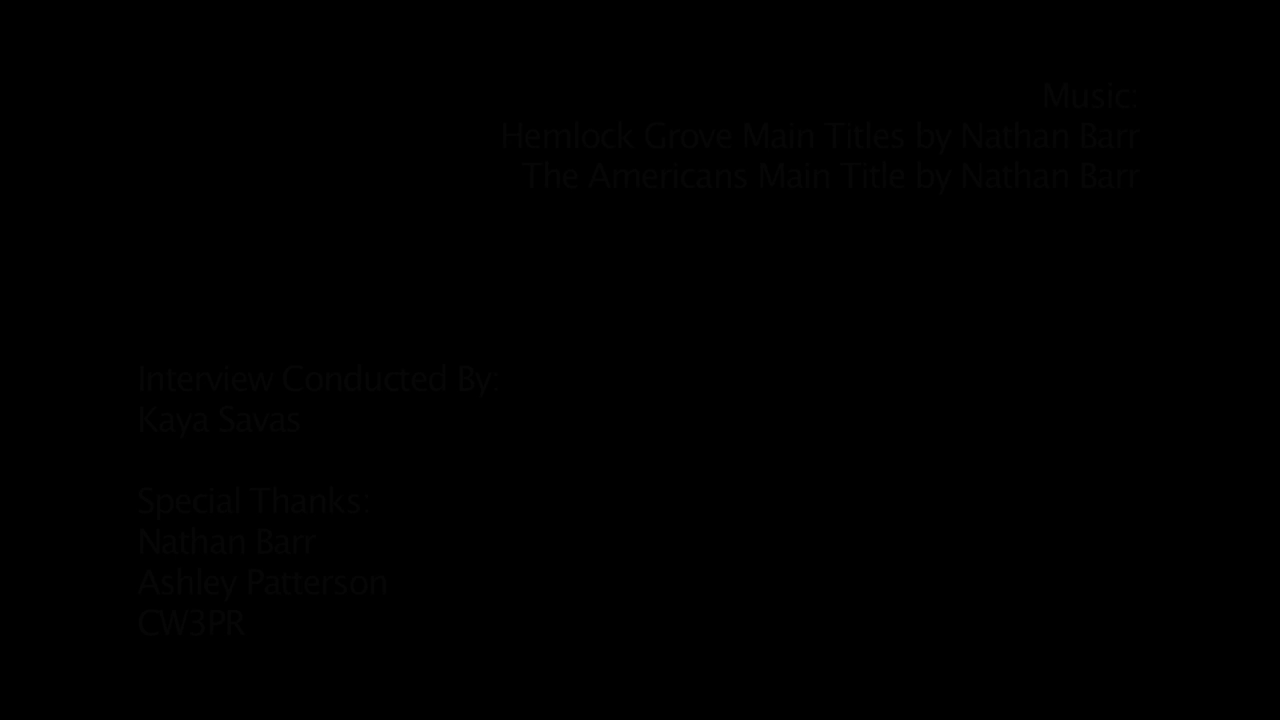 Music:
Hemlock Grove Main Titles by Nathan Barr
The Americans Main Title by Nathan Barr
Interview Conducted By:
Kaya Savas
Special Thanks:
Nathan Barr
Ashley Patterson
CW3PR